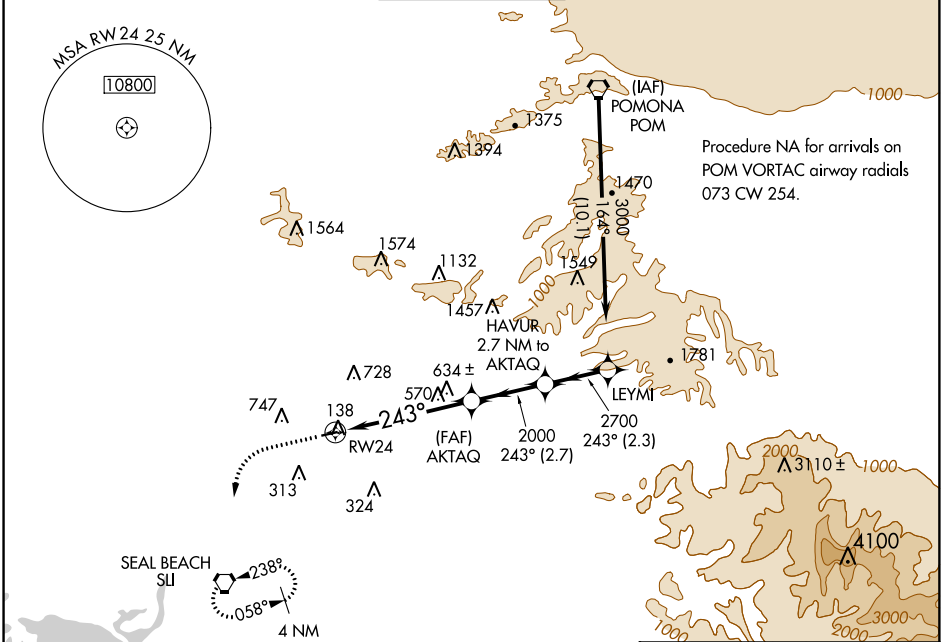 MSA RW24 25 NM
10800
(IAF)
POMONA
POM
1000
1375
1394
Procedure NA for arrivals on
POM VORTAC airway radials
073 CW 254.
1470
3000
164°
(10.1)
1564
1574
1132
1549
1000
1457
HAVUR
2.7 NM to
AKTAQ
1781
728
634 ±
570
LEYMI
747
138
243°
RW24
(FAF)
AKTAQ
2000
243° (2.7)
2700
243° (2.3)
313
324
2000
3110 ±
1000
4100
SEAL BEACH
SLI
238°
058°
4 NM
3000
2000
1000